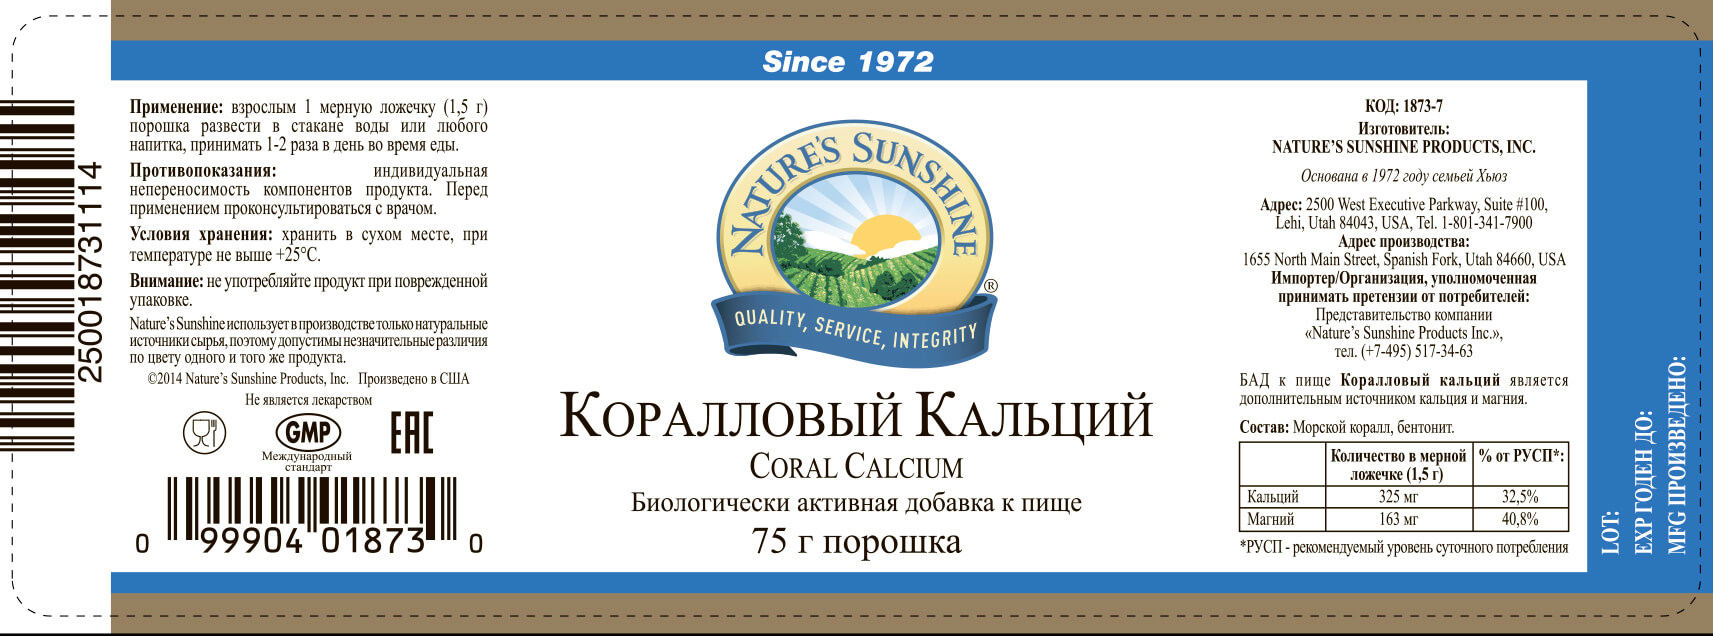 Since 1972
2500187311 14
Применение: взрослым 1 мерную ложечку (1,5 г)
порошка развести в стакане воды или любого
напитка, принимать 1-2 раза в день во время еды.
Противопоказания: индивидуальная
непереносимость компонентов продукта. Перед
применением проконсультироваться с врачом.
Условия хранения: хранить в сухом месте, при
температуре не выше +25°С.
Внимание: не употребляйте продукт при поврежденной
упаковке.
Nature's Sunshine использует в производстве только натуральные
источники сырья, поэтому допустимы незначительные различия
по цвету одного и того же продукта.
©2014 Nature's Sunshine Products, Inc. Произведено в США
Не является лекарством
GMP
Международный
стандарт
EAC
0 99904 01873 0
NATURE'S SUNSHINE
®
QUALITY, SERVICE, INTEGRITY
КОРАЛЛОВЫЙ КАЛЬЦИЙ
CORAL CALCIUM
Биологически активная добавка к пище
75 г порошка
КОД: 1873-7
Изготовитель:
NATURE'S SUNSHINE PRODUCTS, INC.
Основана в 1972 году семьей Хьюз
Адрес: 2500 West Executive Parkway, Suite #100,
Lehi, Utah 84043, USA, Tel. 1-801-341-7900
Адрес производства:
1655 North Main Street, Spanish Fork, Utah 84660, USA
Импортер/Организация, уполномоченная
принимать претензии от потребителей:
Представительство компании
«Nature's Sunshine Products Inc.»,
тел. (+7-495) 517-34-63
БАД к пище Коралловый кальций является
дополнительным источником кальция и магния.
Состав: Морской коралл, бентонит.
Количество в мерной ложечке (1,5 г) % от РУСП*:
Кальций 325 мг 32,5%
Магний 163 мг 40,8%
*РУСП - рекомендуемый уровень суточного потребления
LOT:
EXP ГОДЕН ДО:
MFG ПРОИЗВЕДЕНО: